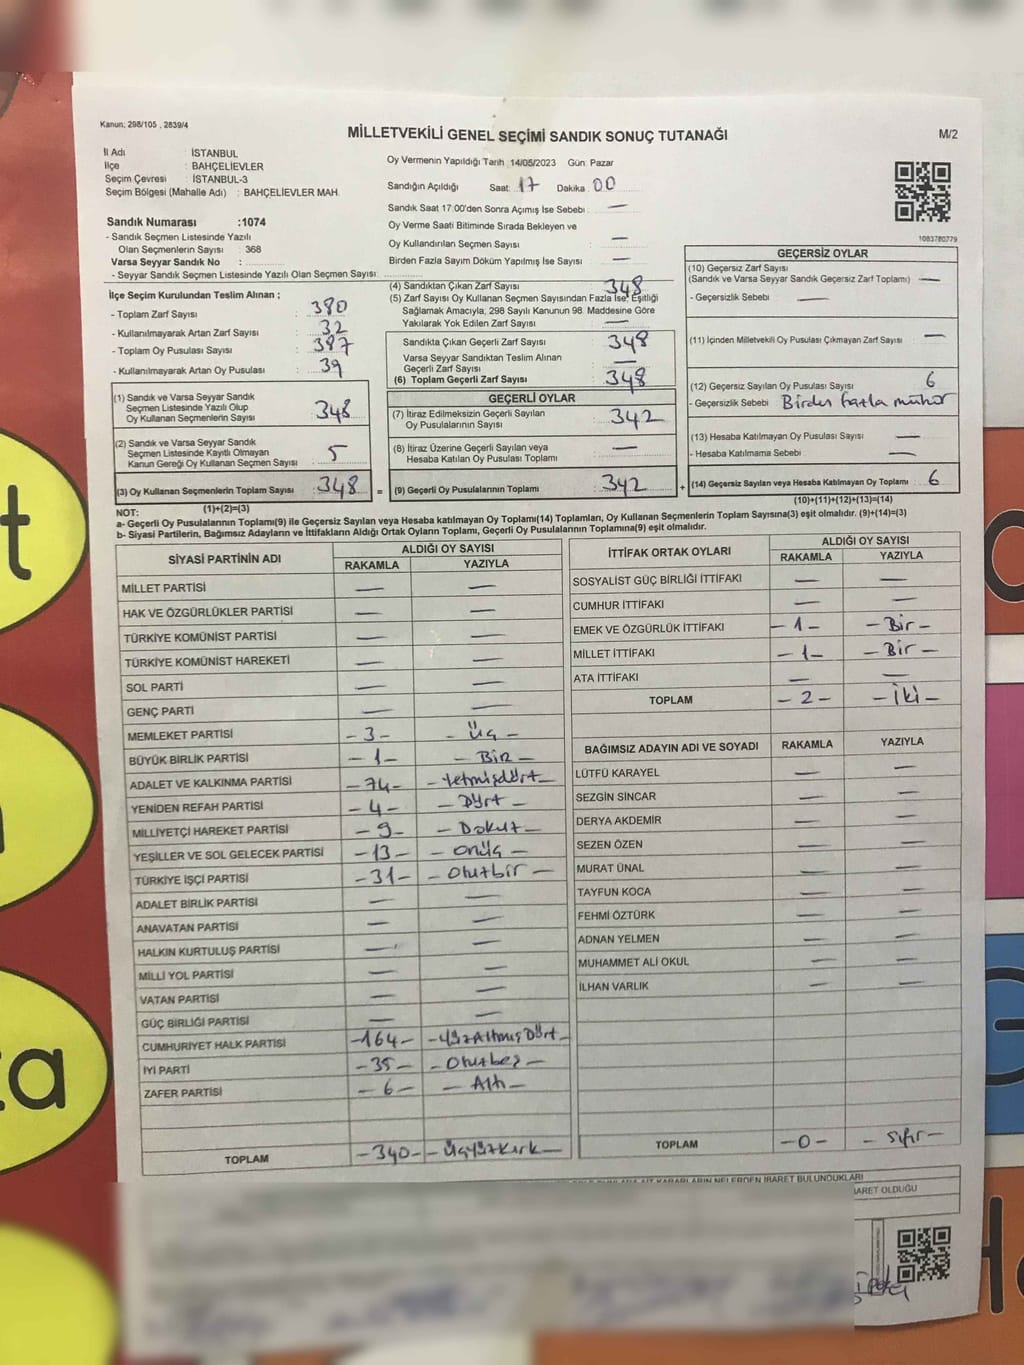 Kanun; 298/105 , 2839/4
MİLLETVEKİLİ GENEL SEÇİMİ SANDIK SONUÇ TUTANAĞI
M/2
İl Adı : İSTANBUL
İlçe : BAHÇELİEVLER
Seçim Çevresi : İSTANBUL-3
Seçim Bölgesi (Mahalle Adı) : BAHÇELİEVLER MAH.
Sandık Numarası :1074
- Sandık Seçmen Listesinde Yazılı
Olan Seçmenlerin Sayısı : 368
Varsa Seyyar Sandık No :
- Seyyar Sandık Seçmen Listesinde Yazılı Olan Seçmen Sayısı:
Oy Vermenin Yapıldığı Tarih :14/05/2023 Gün: Pazar
Sandığın Açıldığı Saat: 17 Dakika 00
Sandık Saat 17:00'den Sonra Açımış İse Sebebi : —
Oy Verme Saati Bitiminde Sırada Bekleyen ve
Oy Kullandırılan Seçmen Sayısı : —
Birden Fazla Sayım Döküm Yapılmış İse Sayısı : —
1083780779
İlçe Seçim Kurulundan Teslim Alınan ;
- Toplam Zarf Sayısı : 380
- Kullanılmayarak Artan Zarf Sayısı : 32
- Toplam Oy Pusulası Sayısı : 387
- Kullanılmayarak Artan Oy Pusulası : 39
(1) Sandık ve Varsa Seyyar Sandık
Seçmen Listesinde Yazılı Olup
Oy Kullanan Seçmenlerin Sayısı : 348
(2) Sandık ve Varsa Seyyar Sandık
Seçmen Listesinde Kayıtlı Olmayan
Kanun Gereği Oy Kullanan Seçmen Sayısı : 5
(3) Oy Kullanan Seçmenlerin Toplam Sayısı : 348
(1)+(2)=(3)
(4) Sandıktan Çıkan Zarf Sayısı : 348
(5) Zarf Sayısı Oy Kullanan Seçmen Sayısından Fazla İse; Eşitliği
Sağlamak Amacıyla; 298 Sayılı Kanunun 98. Maddesine Göre
Yakılarak Yok Edilen Zarf Sayısı : —
Sandıkta Çıkan Geçerli Zarf Sayısı : 348
Varsa Seyyar Sandıktan Teslim Alınan
Geçerli Zarf Sayısı : —
(6) Toplam Geçerli Zarf Sayısı : 348
GEÇERLİ OYLAR
(7) İtiraz Edilmeksizin Geçerli Sayılan
Oy Pusulalarının Sayısı : 342
(8) İtiraz Üzerine Geçerli Sayılan veya
Hesaba Katılan Oy Pusulası Toplamı : —
= (9) Geçerli Oy Pusulalarının Toplamı : 342 +
GEÇERSİZ OYLAR
(10) Geçersiz Zarf Sayısı
(Sandık ve Varsa Seyyar Sandık Geçersiz Zarf Toplamı) : —
- Geçersizlik Sebebi : —
(11) İçinden Milletvekili Oy Pusulası Çıkmayan Zarf Sayısı : —
(12) Geçersiz Sayılan Oy Pusulası Sayısı : 6
- Geçersizlik Sebebi : Birden fazla mühür
(13) Hesaba Katılmayan Oy Pusulası Sayısı : —
- Hesaba Katılmama Sebebi : —
(14) Geçersiz Sayılan veya Hesaba Katılmayan Oy Toplamı : 6
(10)+(11)+(12)+(13)=(14)
NOT:
a- Geçerli Oy Pusulalarının Toplamı(9) ile Geçersiz Sayılan veya Hesaba katılmayan Oy Toplamı(14) Toplamları, Oy Kullanan Seçmenlerin Toplam Sayısına(3) eşit olmalıdır. (9)+(14)=(3)
b- Siyasi Partilerin, Bağımsız Adayların ve İttifakların Aldığı Ortak Oyların Toplamı, Geçerli Oy Pusulalarının Toplamına(9) eşit olmalıdır.
SİYASİ PARTİNİN ADI ALDIĞI OY SAYISI
RAKAMLA YAZIYLA
MİLLET PARTİSİ — —
HAK VE ÖZGÜRLÜKLER PARTİSİ — —
TÜRKİYE KOMÜNİST PARTİSİ — —
TÜRKİYE KOMÜNİST HAREKETİ — —
SOL PARTİ — —
GENÇ PARTİ — —
MEMLEKET PARTİSİ -3- - Üç -
BÜYÜK BİRLİK PARTİSİ -1- - Bir -
ADALET VE KALKINMA PARTİSİ -74- - Yetmişdört -
YENİDEN REFAH PARTİSİ -4- - Dört -
MİLLİYETÇİ HAREKET PARTİSİ -9- - Dokuz -
YEŞİLLER VE SOL GELECEK PARTİSİ -13- - Onüç -
TÜRKİYE İŞÇİ PARTİSİ -31- - Otuzbir -
ADALET BİRLİK PARTİSİ — —
ANAVATAN PARTİSİ — —
HALKIN KURTULUŞ PARTİSİ — —
MİLLİ YOL PARTİSİ — —
VATAN PARTİSİ — —
GÜÇ BİRLİĞİ PARTİSİ — —
CUMHURİYET HALK PARTİSİ -164- -YüzAltmışDört-
İYİ PARTİ -35- - Otuzbeş -
ZAFER PARTİSİ -6- - Altı -
TOPLAM -340- - Üçyüzkırk -
İTTİFAK ORTAK OYLARI ALDIĞI OY SAYISI
RAKAMLA YAZIYLA
SOSYALİST GÜÇ BİRLİĞİ İTTİFAKI — —
CUMHUR İTTİFAKI — —
EMEK VE ÖZGÜRLÜK İTTİFAKI -1- - Bir -
MİLLET İTTİFAKI -1- - Bir -
ATA İTTİFAKI — —
TOPLAM -2- - İki -
BAĞIMSIZ ADAYIN ADI VE SOYADI RAKAMLA YAZIYLA
LÜTFÜ KARAYEL — —
SEZGİN SİNCAR — —
DERYA AKDEMİR — —
SEZEN ÖZEN — —
MURAT ÜNAL — —
TAYFUN KOCA — —
FEHMİ ÖZTÜRK — —
ADNAN YELMEN — —
MUHAMMET ALİ OKUL — —
İLHAN VARLIK — —
TOPLAM -0- - Sıfır -
KARARLARIN NELERDEN İBARET BULUNDUKLARI
BARET OLDUĞU
t
ta